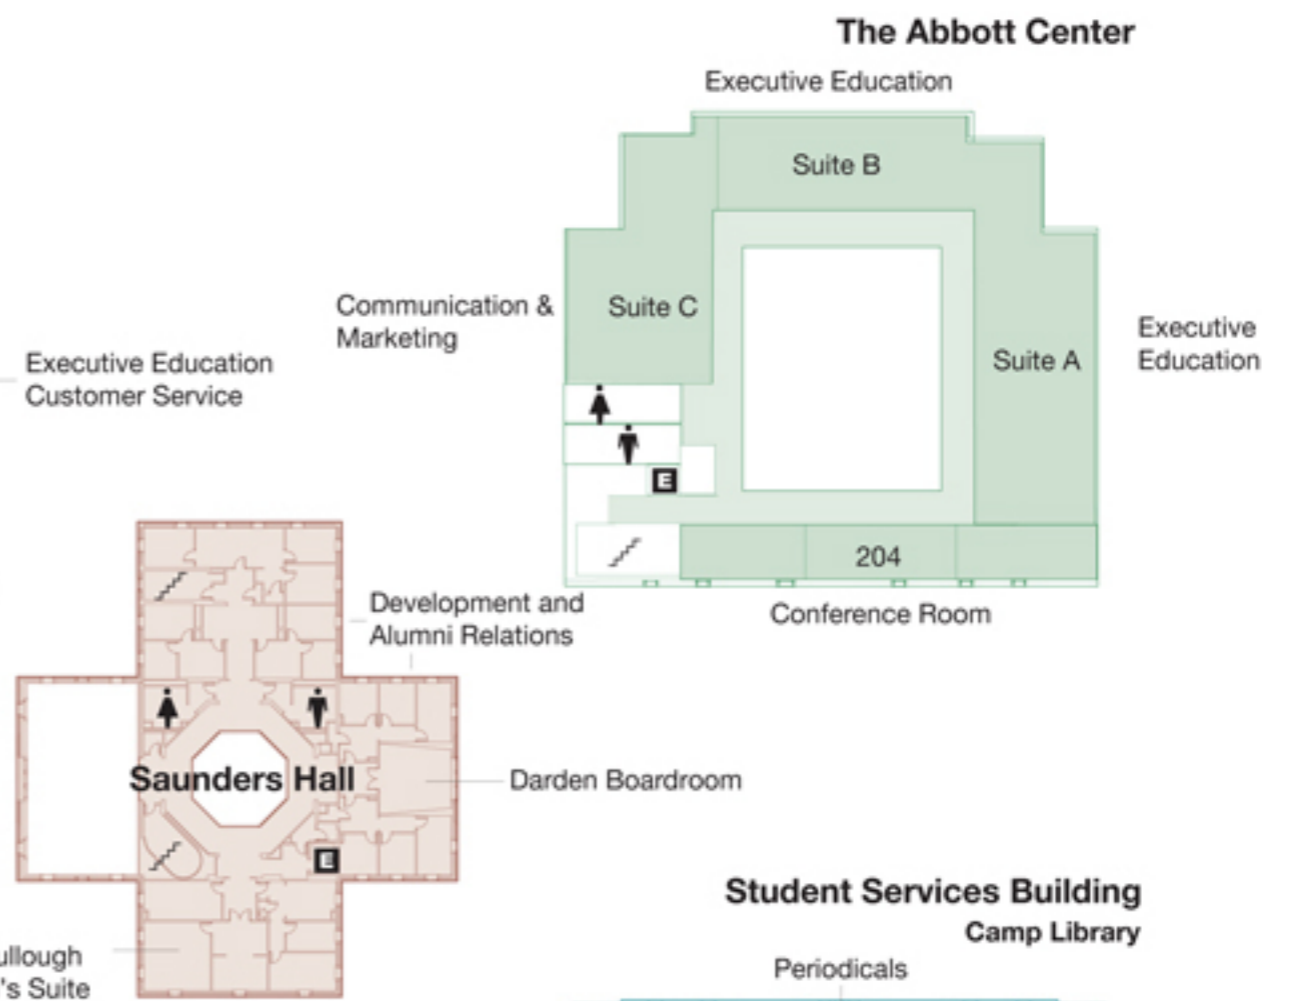 The Abbott Center
Executive Education
Suite B
Communication &
Marketing
Suite C
Suite A
Executive
Education
Executive Education
Customer Service
E
204
Conference Room
Development and
Alumni Relations
Saunders Hall
Darden Boardroom
E
Student Services Building
Camp Library
Periodicals
ullough
's Suite